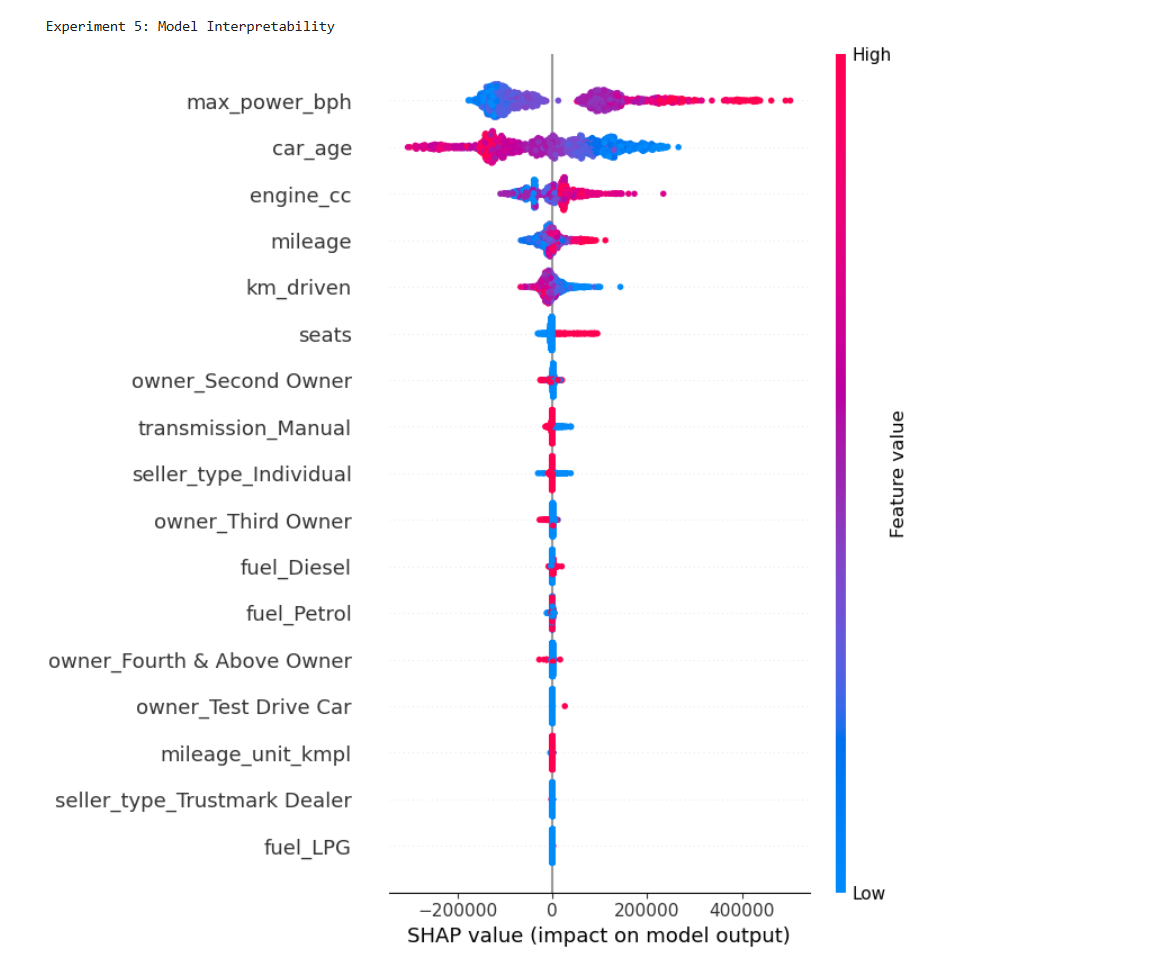 Experiment 5: Model Interpretability
High
max_power_bph
car_age
engine_cc
mileage
km_driven
seats
owner_Second Owner
transmission_Manual
seller_type_Individual
owner_Third Owner
fuel_Diesel
fuel_Petrol
owner_Fourth & Above Owner
owner_Test Drive Car
mileage_unit_kmpl
seller_type_Trustmark Dealer
fuel_LPG
Feature value
Low
−200000 0 200000 400000
SHAP value (impact on model output)